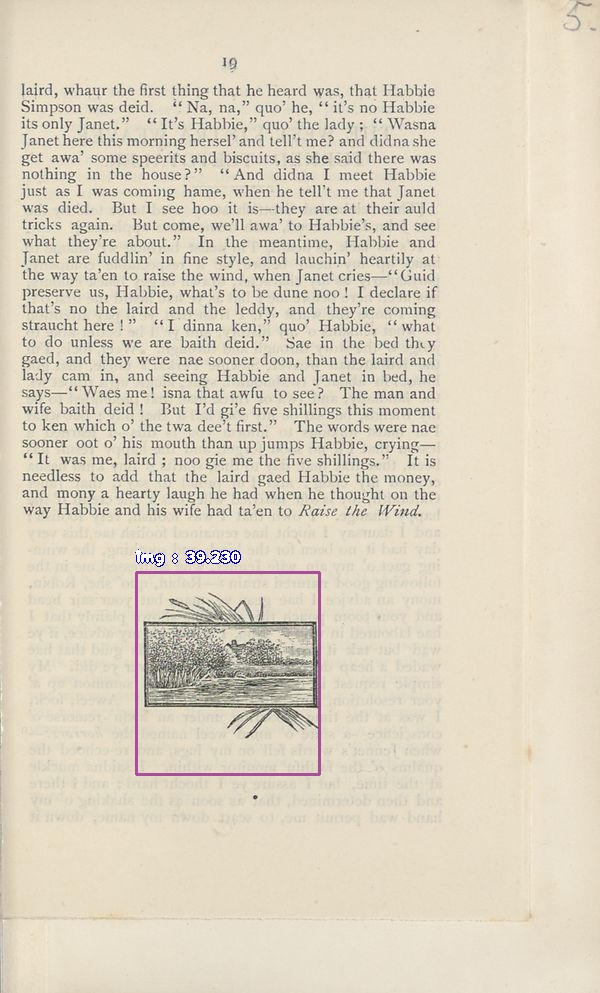 5.
19
laird, whaur the first thing that he heard was, that Habbie
Simpson was deid. “Na, na,” quo’ he, “it’s no Habbie
its only Janet.” “It’s Habbie,” quo’ the lady ; “Wasna
Janet here this morning hersel’ and tell’t me? and didna she
get awa’ some speerits and biscuits, as she said there was
nothing in the house?” “And didna I meet Habbie
just as I was coming hame, when he tell’t me that Janet
was died. But I see hoo it is—they are at their auld
tricks again. But come, we’ll awa’ to Habbie’s, and see
what they’re about.” In the meantime, Habbie and
Janet are fuddlin’ in fine style, and lauchin’ heartily at
the way ta’en to raise the wind, when Janet cries—“Guid
preserve us, Habbie, what’s to be dune noo ! I declare if
that’s no the laird and the leddy, and they’re coming
straucht here ! ” “I dinna ken,” quo’ Habbie, “what
to do unless we are baith deid.” Sae in the bed they
gaed, and they were nae sooner doon, than the laird and
lady cam in, and seeing Habbie and Janet in bed, he
says—“Waes me! isna that awfu to see? The man and
wife baith deid ! But I’d gi’e five shillings this moment
to ken which o’ the twa dee’t first.” The words were nae
sooner oot o’ his mouth than up jumps Habbie, crying—
“It was me, laird ; noo gie me the five shillings.” It is
needless to add that the laird gaed Habbie the money,
and mony a hearty laugh he had when he thought on the
way Habbie and his wife had ta’en to Raise the Wind.
img : 39.230